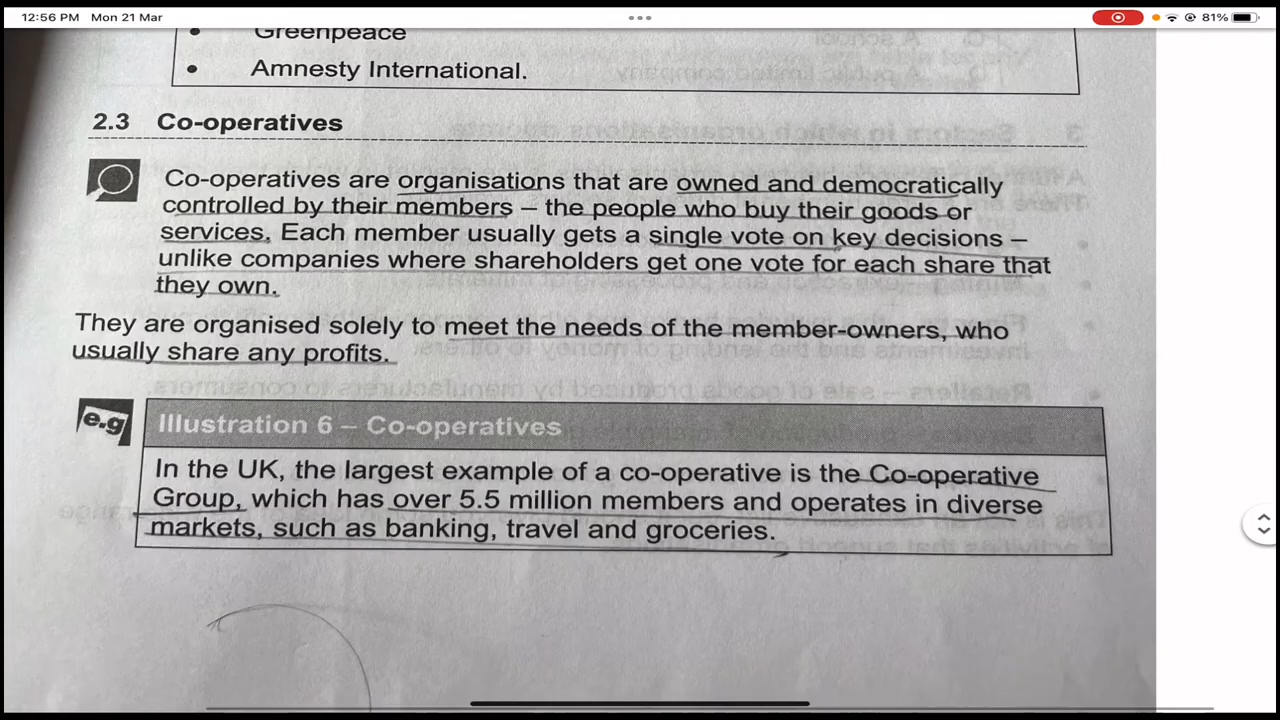 12:56 PM Mon 21 Mar
81%
Greenpeace
• Amnesty International.
2.3 Co-operatives
Co-operatives are organisations that are owned and democratically
controlled by their members – the people who buy their goods or
services. Each member usually gets a single vote on key decisions –
unlike companies where shareholders get one vote for each share that
they own.
They are organised solely to meet the needs of the member-owners, who
usually share any profits.
e.g
Illustration 6 – Co-operatives
In the UK, the largest example of a co-operative is the Co-operative
Group, which has over 5.5 million members and operates in diverse
markets, such as banking, travel and groceries.